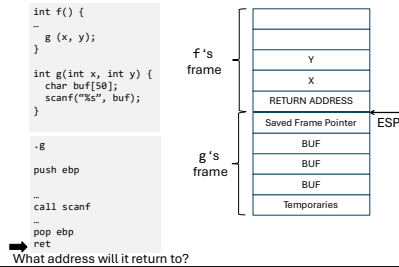 int f() {
…
g (x, y);
}
int g(int x, int y) {
char buf[50];
scanf(“%s”, buf);
}
.g
push ebp
…
call scanf
…
pop ebp
ret
What address will it return to?
f ‘s
frame
g ‘s
frame
Y
X
RETURN ADDRESS
Saved Frame Pointer
BUF
BUF
BUF
Temporaries
ESP